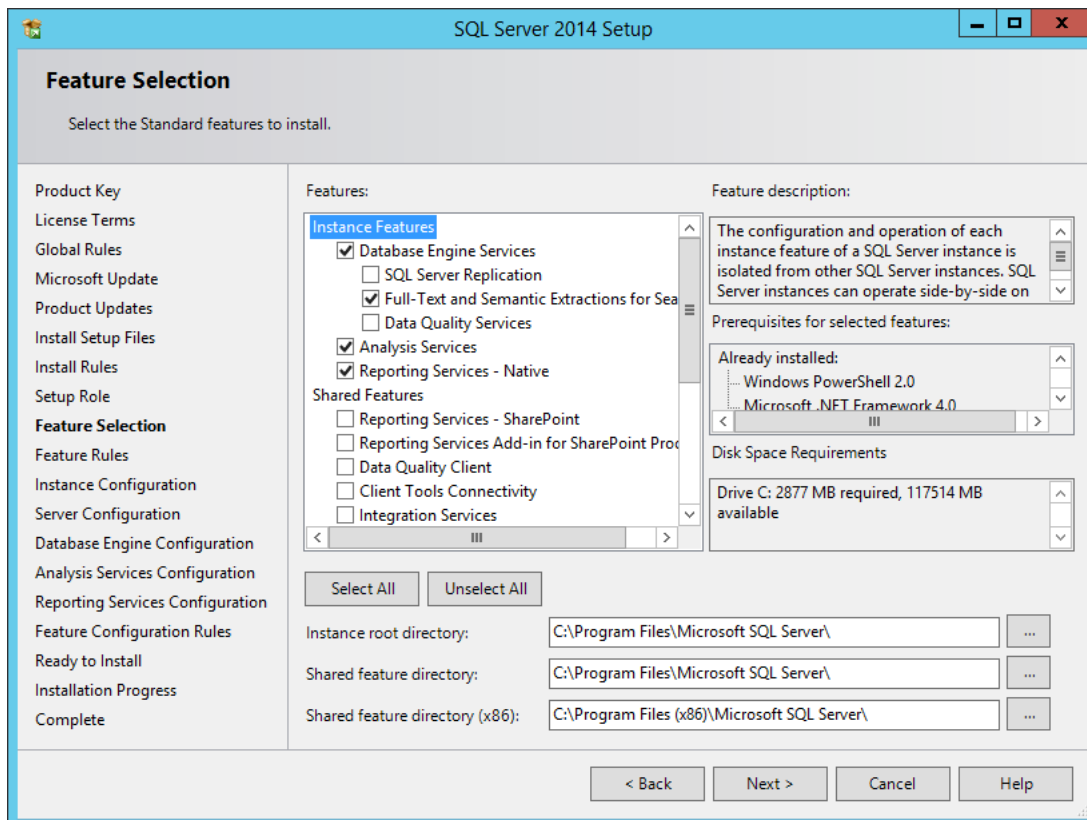 SQL Server 2014 Setup
Feature Selection
Select the Standard features to install.
Product Key
License Terms
Global Rules
Microsoft Update
Product Updates
Install Setup Files
Install Rules
Setup Role
Feature Selection
Feature Rules
Instance Configuration
Server Configuration
Database Engine Configuration
Analysis Services Configuration
Reporting Services Configuration
Feature Configuration Rules
Ready to Install
Installation Progress
Complete
Features:
Instance Features
Database Engine Services
SQL Server Replication
Full-Text and Semantic Extractions for Sea
Data Quality Services
Analysis Services
Reporting Services - Native
Shared Features
Reporting Services - SharePoint
Reporting Services Add-in for SharePoint Proc
Data Quality Client
Client Tools Connectivity
Integration Services
Feature description:
The configuration and operation of each
instance feature of a SQL Server instance is
isolated from other SQL Server instances. SQL
Server instances can operate side-by-side on
Prerequisites for selected features:
Already installed:
Windows PowerShell 2.0
Microsoft .NET Framework 4.0
Disk Space Requirements
Drive C: 2877 MB required, 117514 MB
available
Select All
Unselect All
Instance root directory:
C:\Program Files\Microsoft SQL Server\
...
Shared feature directory:
C:\Program Files\Microsoft SQL Server\
...
Shared feature directory (x86):
C:\Program Files (x86)\Microsoft SQL Server\
...
< Back
Next >
Cancel
Help